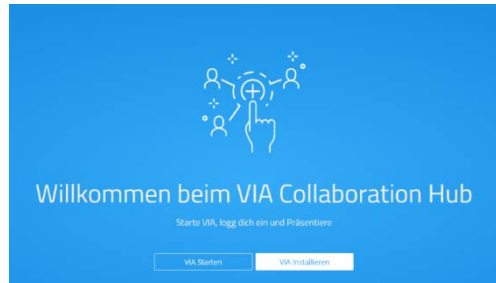 Willkommen beim VIA Collaboration Hub
Starte VIA, logg dich ein und Präsentiere
VIA Starten
VIA Installieren